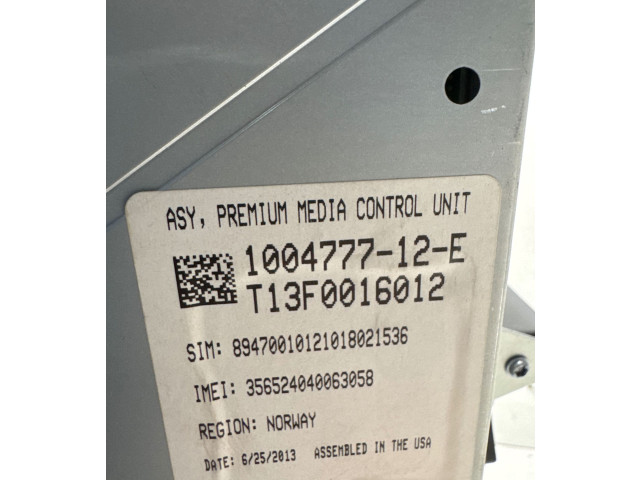 ASY, PREMIUM MEDIA CONTROL UNIT
1004777-12-E
T13F0016012
SIM: 89470010121018021536
IMEI: 356524040063058
REGION: NORWAY
DATE: 6/25/2013 ASSEMBLED IN THE USA